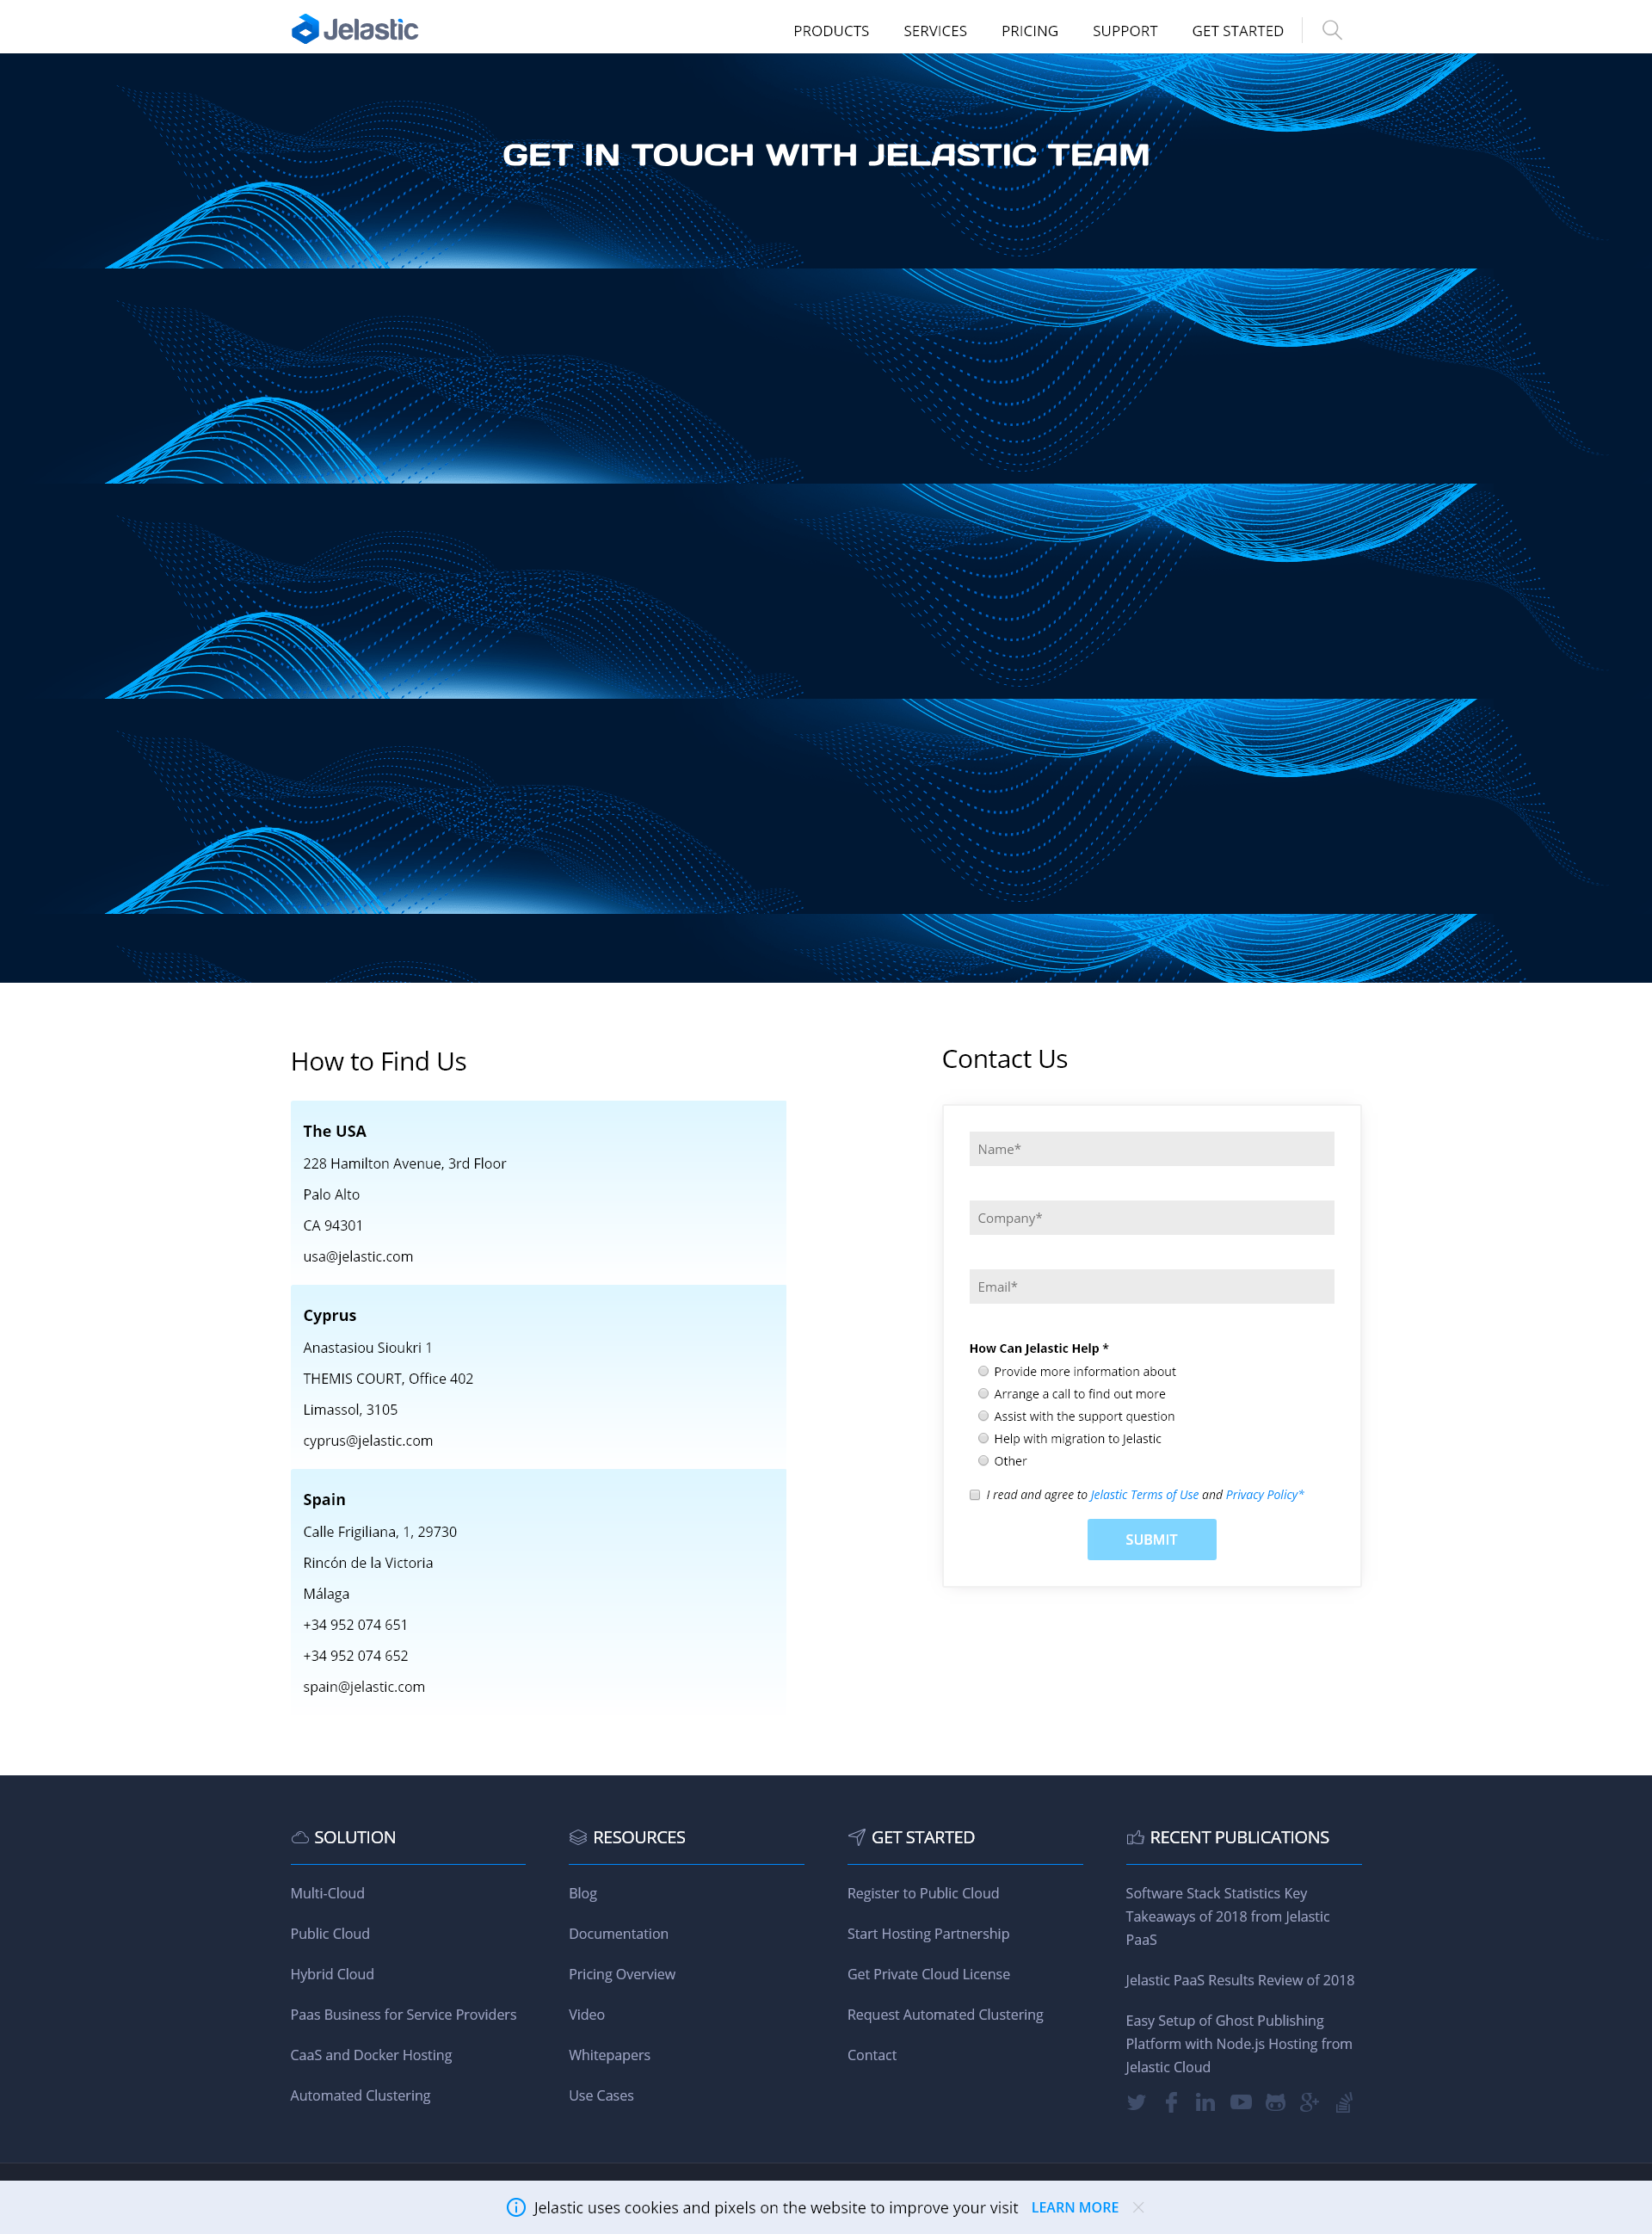 Jelastic
PRODUCTS SERVICES PRICING SUPPORT GET STARTED
GET IN TOUCH WITH JELASTIC TEAM
How to Find Us
The USA
228 Hamilton Avenue, 3rd Floor
Palo Alto
CA 94301
usa@jelastic.com
Cyprus
Anastasiou Sioukri 1
THEMIS COURT, Office 402
Limassol, 3105
cyprus@jelastic.com
Spain
Calle Frigiliana, 1, 29730
Rincón de la Victoria
Málaga
+34 952 074 651
+34 952 074 652
spain@jelastic.com
Contact Us
Name*
Company*
Email*
How Can Jelastic Help *
Provide more information about
Arrange a call to find out more
Assist with the support question
Help with migration to Jelastic
Other
I read and agree to Jelastic Terms of Use and Privacy Policy*
SUBMIT
SOLUTION
Multi-Cloud
Public Cloud
Hybrid Cloud
Paas Business for Service Providers
CaaS and Docker Hosting
Automated Clustering
RESOURCES
Blog
Documentation
Pricing Overview
Video
Whitepapers
Use Cases
GET STARTED
Register to Public Cloud
Start Hosting Partnership
Get Private Cloud License
Request Automated Clustering
Contact
RECENT PUBLICATIONS
Software Stack Statistics Key
Takeaways of 2018 from Jelastic
PaaS
Jelastic PaaS Results Review of 2018
Easy Setup of Ghost Publishing
Platform with Node.js Hosting from
Jelastic Cloud
Jelastic uses cookies and pixels on the website to improve your visit LEARN MORE